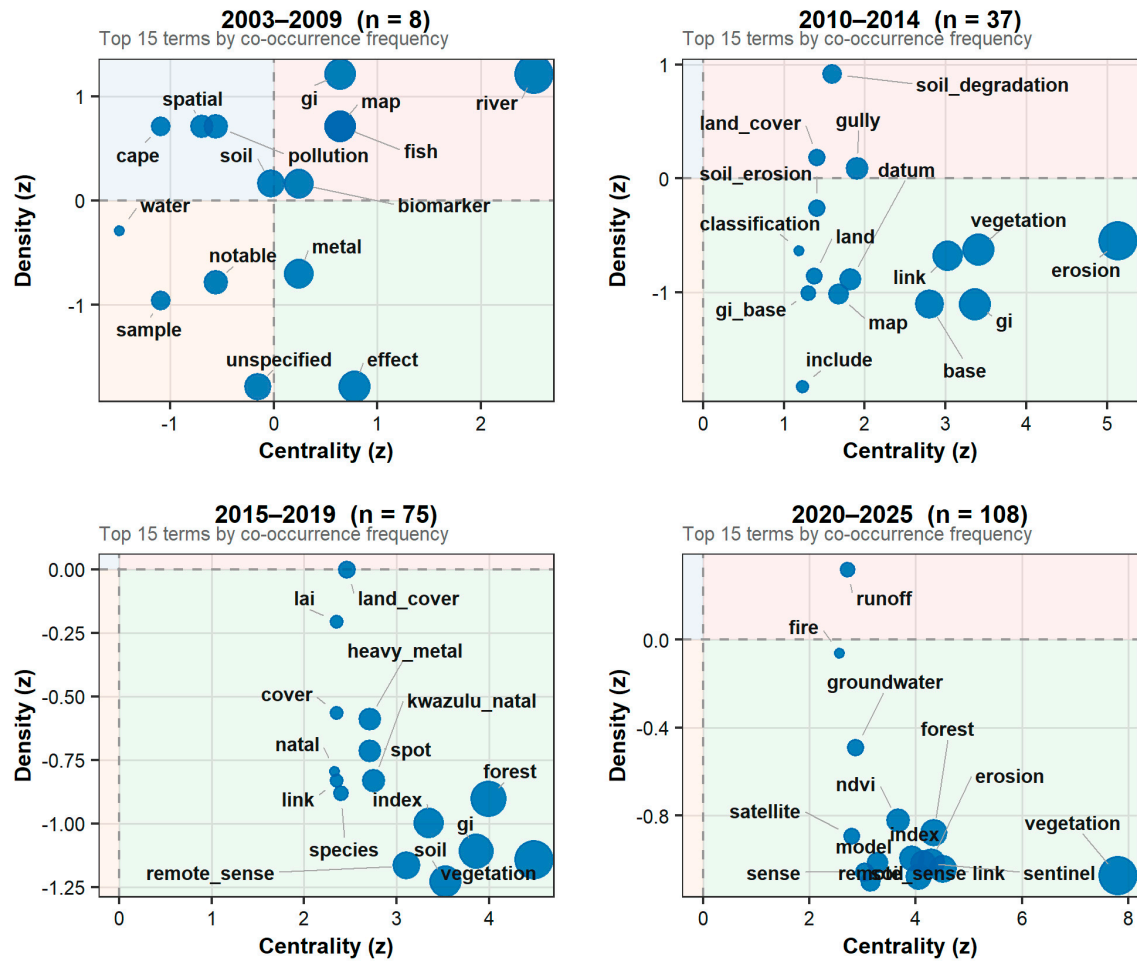 2003–2009 (n = 8)
Top 15 terms by co-occurrence frequency
Density (z)
1
0
-1
spatial
gi
map
river
cape
soil
pollution
fish
water
biomarker
notable
metal
sample
unspecified
effect
-1
0
1
2
Centrality (z)
2010–2014 (n = 37)
Top 15 terms by co-occurrence frequency
Density (z)
1
0
-1
soil_degradation
land_cover
gully
soil_erosion
datum
classification
land
vegetation
link
erosion
gi_base
map
gi
include
base
0
1
2
3
4
5
Centrality (z)
2015–2019 (n = 75)
Top 15 terms by co-occurrence frequency
Density (z)
0.00
-0.25
-0.50
-0.75
-1.00
-1.25
lai
land_cover
heavy_metal
cover
kwazulu_natal
natal
spot
forest
link
index
gi
species
soil
remote_sense
vegetation
0
1
2
3
4
Centrality (z)
2020–2025 (n = 108)
Top 15 terms by co-occurrence frequency
Density (z)
0.0
-0.4
-0.8
runoff
fire
groundwater
forest
ndvi
erosion
satellite
index
vegetation
model
sense
remote_sense
link
sentinel
0
2
4
6
8
Centrality (z)